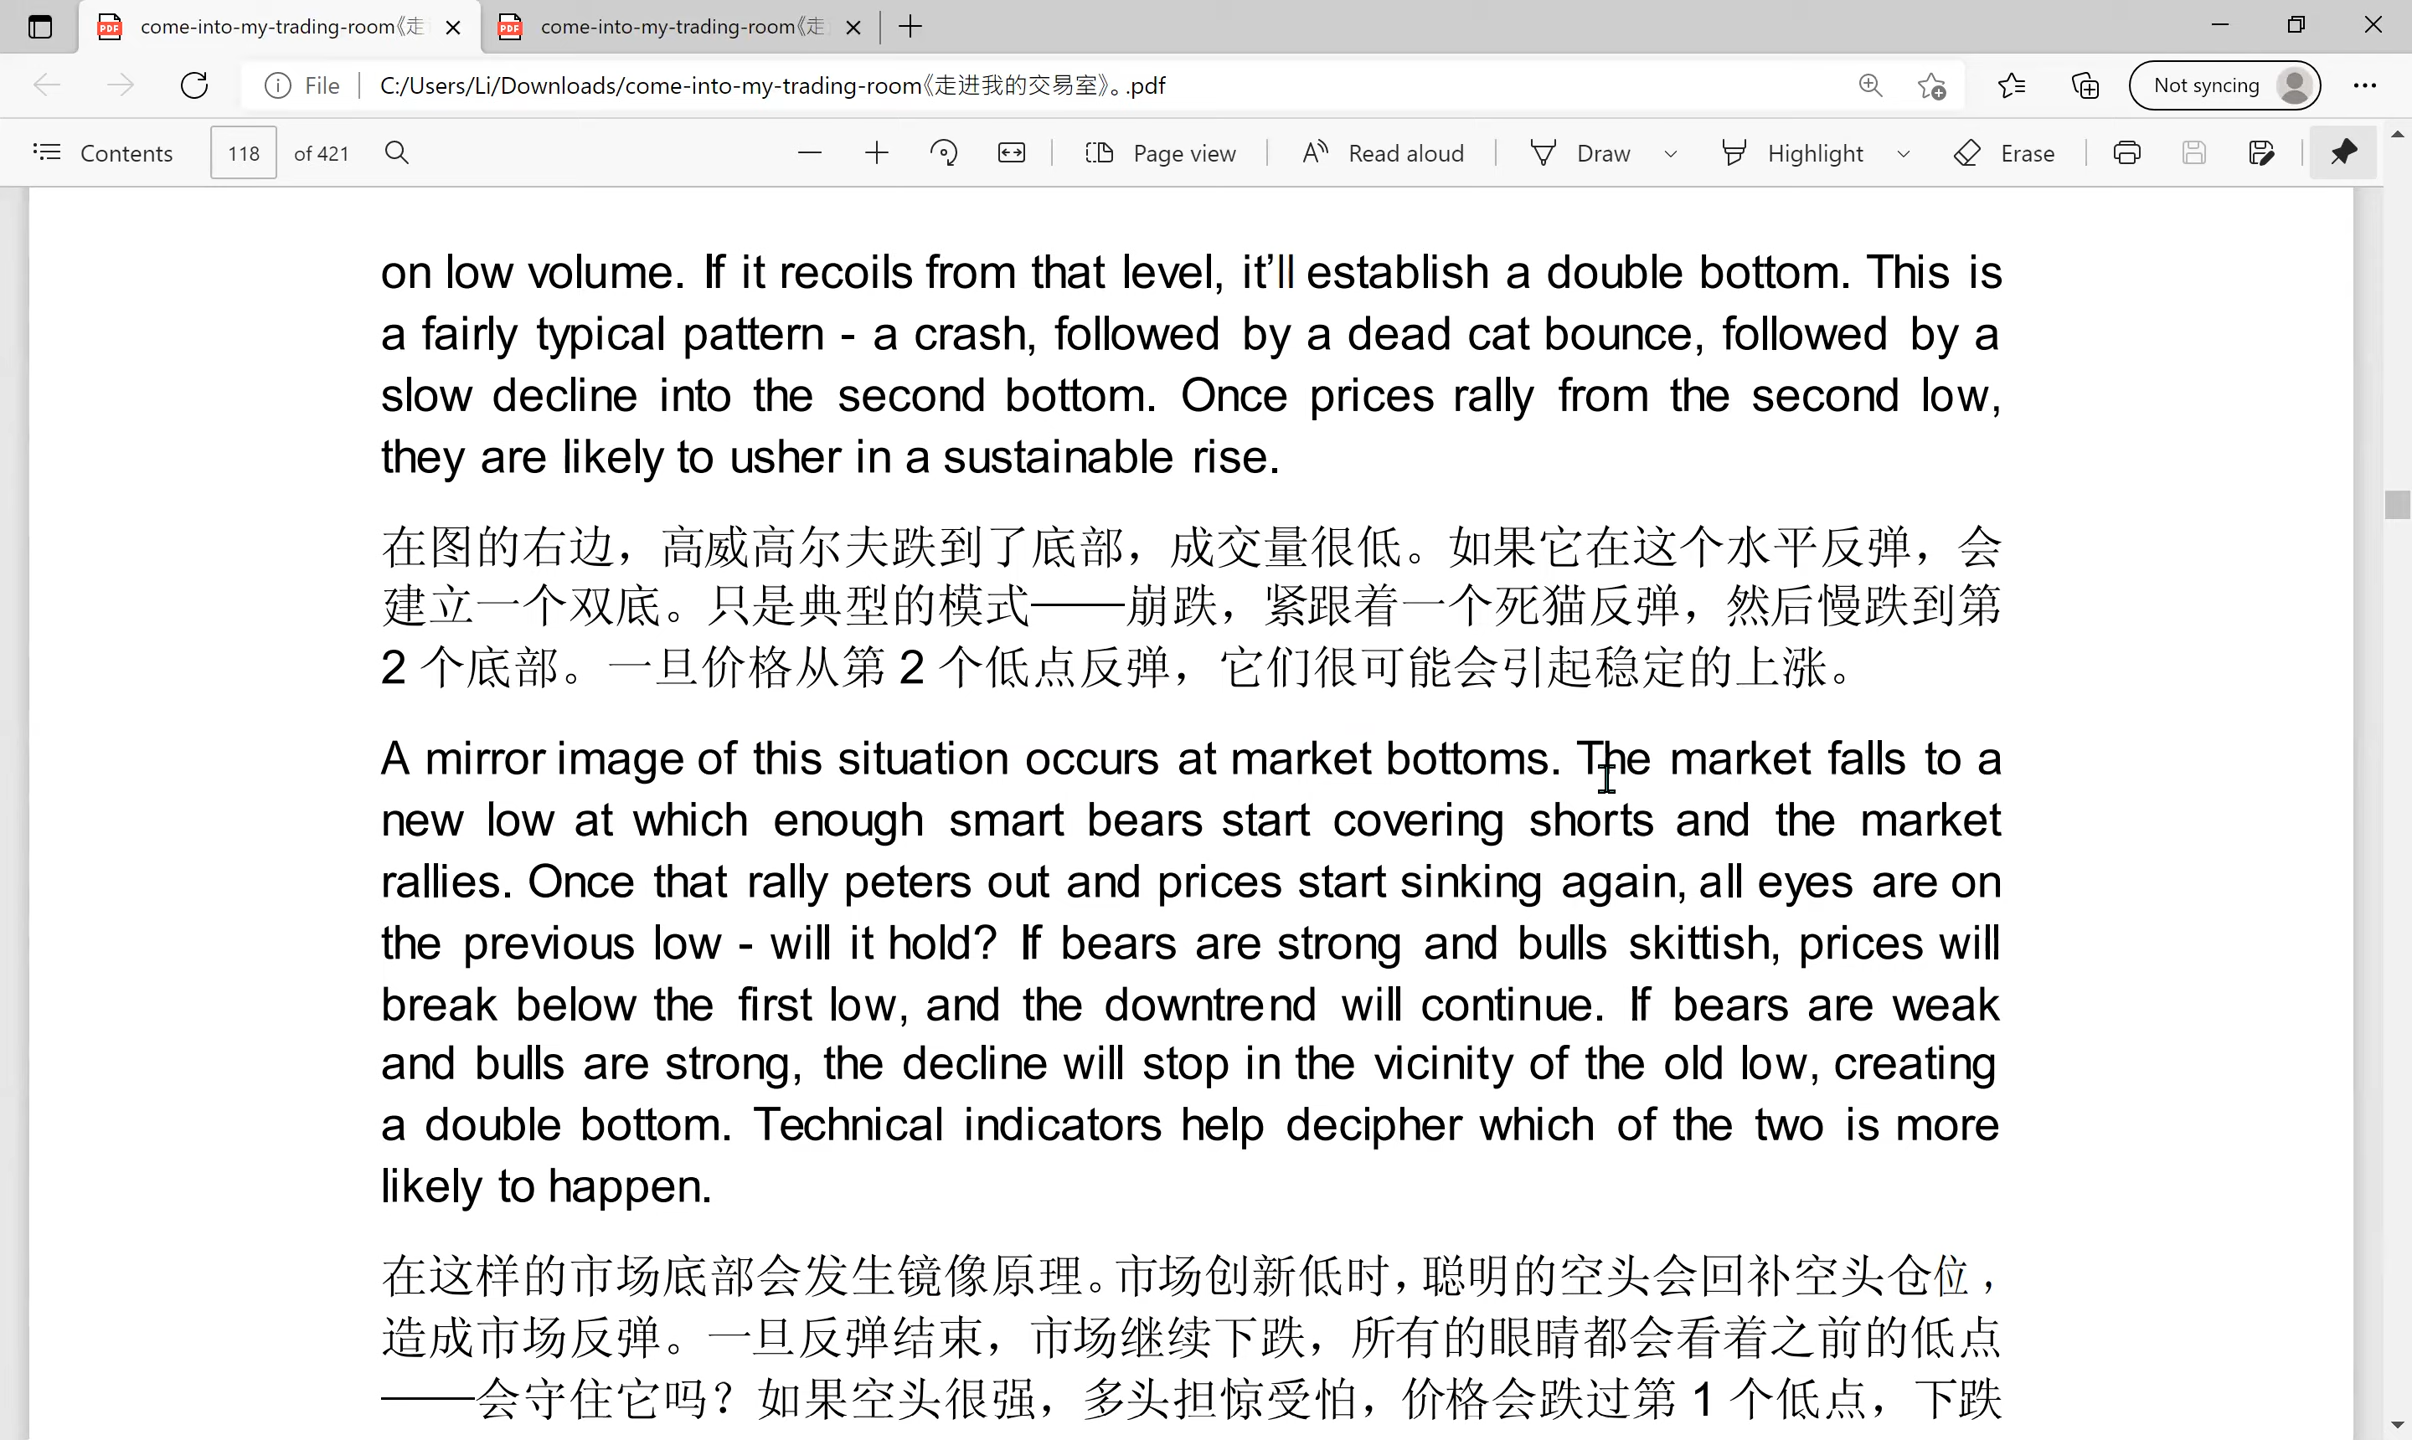 come-into-my-trading-room《走
come-into-my-trading-room《走
File
C:/Users/Li/Downloads/come-into-my-trading-room《走进我的交易室》。.pdf
Not syncing
Contents
118
of 421
Page view
Read aloud
Draw
Highlight
Erase
on low volume. If it recoils from that level, it’ll establish a double bottom. This is
a fairly typical pattern - a crash, followed by a dead cat bounce, followed by a
slow decline into the second bottom. Once prices rally from the second low,
they are likely to usher in a sustainable rise.
在图的右边，高威高尔夫跌到了底部，成交量很低。如果它在这个水平反弹，会
建立一个双底。只是典型的模式——崩跌，紧跟着一个死猫反弹，然后慢跌到第
2 个底部。一旦价格从第 2 个低点反弹，它们很可能会引起稳定的上涨。
A mirror image of this situation occurs at market bottoms. The market falls to a
new low at which enough smart bears start covering shorts and the market
rallies. Once that rally peters out and prices start sinking again, all eyes are on
the previous low - will it hold? If bears are strong and bulls skittish, prices will
break below the first low, and the downtrend will continue. If bears are weak
and bulls are strong, the decline will stop in the vicinity of the old low, creating
a double bottom. Technical indicators help decipher which of the two is more
likely to happen.
在这样的市场底部会发生镜像原理。市场创新低时，聪明的空头会回补空头仓位，
造成市场反弹。一旦反弹结束，市场继续下跌，所有的眼睛都会看着之前的低点
——会守住它吗？如果空头很强，多头担惊受怕，价格会跌过第 1 个低点，下跌